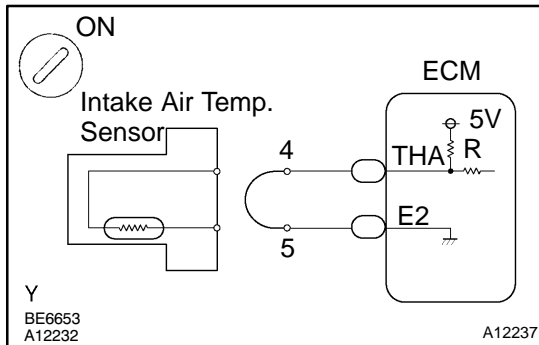 ON
ECM
Intake Air Temp.
Sensor
5V
4
THA
R
E2
5
Y
BE6653
A12232
A12237